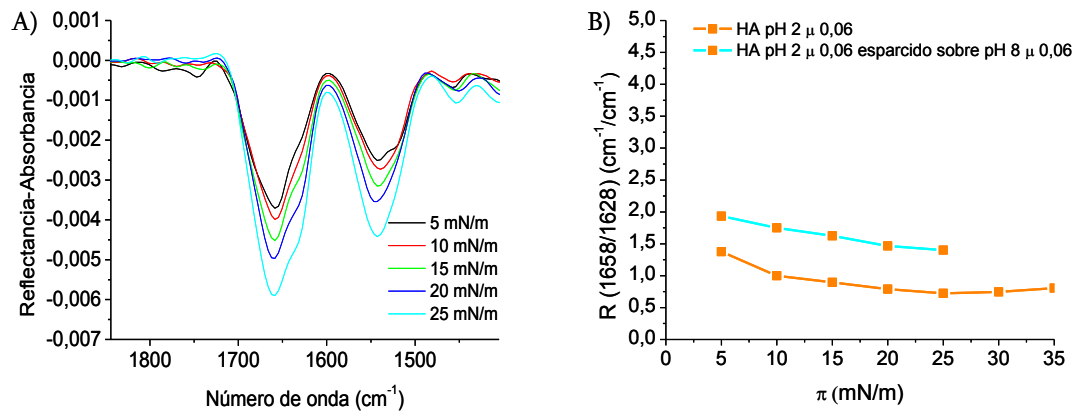 A)
0,001
0,000
-0,001
-0,002
-0,003
-0,004
-0,005
-0,006
-0,007
Reflectancia-Absorbancia
1800
1700
1600
1500
Número de onda (cm⁻¹)
5 mN/m
10 mN/m
15 mN/m
20 mN/m
25 mN/m
B)
5,0
4,5
4,0
3,5
3,0
2,5
2,0
1,5
1,0
0,5
0,0
R (1658/1628) (cm⁻¹/cm⁻¹)
HA pH 2 μ 0,06
HA pH 2 μ 0,06 esparcido sobre pH 8 μ 0,06
0
5
10
15
20
25
30
35
π (mN/m)